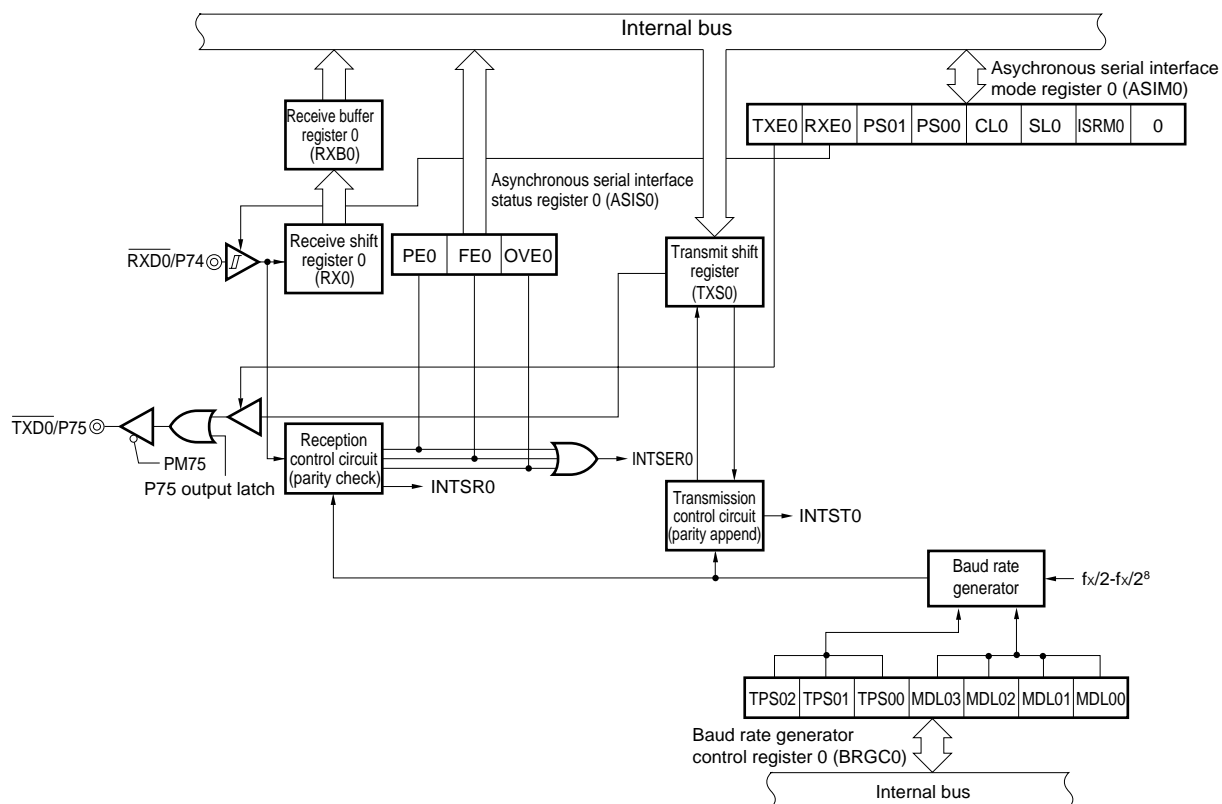 Internal bus
Asychronous serial interface
mode register 0 (ASIM0)
TXE0 RXE0 PS01 PS00 CL0 SL0 ISRM0 0
Receive buffer
register 0
(RXB0)
Asynchronous serial interface
status register 0 (ASIS0)
RXD0/P74
Receive shift
register 0
(RX0)
PE0 FE0 OVE0
Transmit shift
register
(TXS0)
TXD0/P75
PM75
P75 output latch
Reception
control circuit
(parity check)
INTSER0
INTSR0
Transmission
control circuit
(parity append)
INTST0
Baud rate
generator
fX/2-fX/2⁸
TPS02 TPS01 TPS00 MDL03 MDL02 MDL01 MDL00
Baud rate generator
control register 0 (BRGC0)
Internal bus